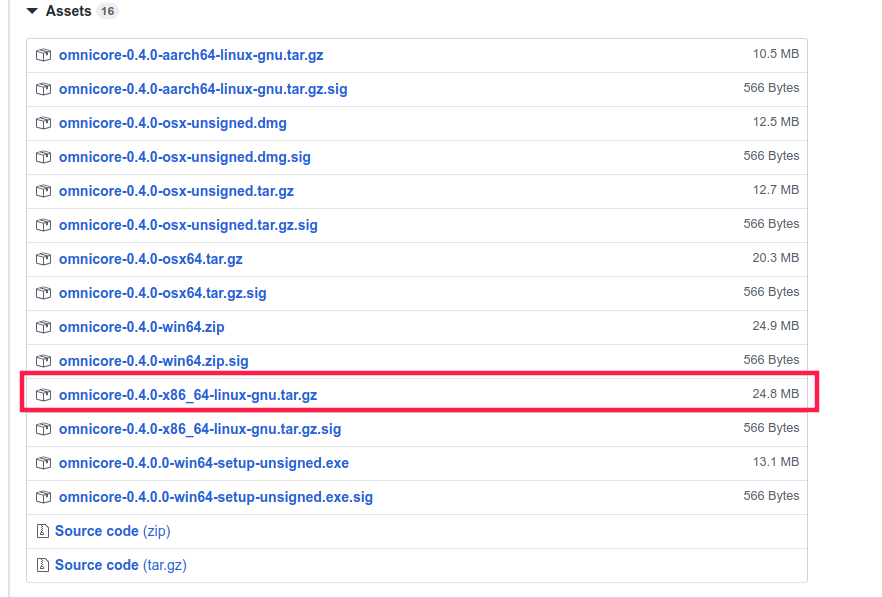 Assets 16
omnicore-0.4.0-aarch64-linux-gnu.tar.gz 10.5 MB
omnicore-0.4.0-aarch64-linux-gnu.tar.gz.sig 566 Bytes
omnicore-0.4.0-osx-unsigned.dmg 12.5 MB
omnicore-0.4.0-osx-unsigned.dmg.sig 566 Bytes
omnicore-0.4.0-osx-unsigned.tar.gz 12.7 MB
omnicore-0.4.0-osx-unsigned.tar.gz.sig 566 Bytes
omnicore-0.4.0-osx64.tar.gz 20.3 MB
omnicore-0.4.0-osx64.tar.gz.sig 566 Bytes
omnicore-0.4.0-win64.zip 24.9 MB
omnicore-0.4.0-win64.zip.sig 566 Bytes
omnicore-0.4.0-x86_64-linux-gnu.tar.gz 24.8 MB
omnicore-0.4.0-x86_64-linux-gnu.tar.gz.sig 566 Bytes
omnicore-0.4.0.0-win64-setup-unsigned.exe 13.1 MB
omnicore-0.4.0.0-win64-setup-unsigned.exe.sig 566 Bytes
Source code (zip)
Source code (tar.gz)